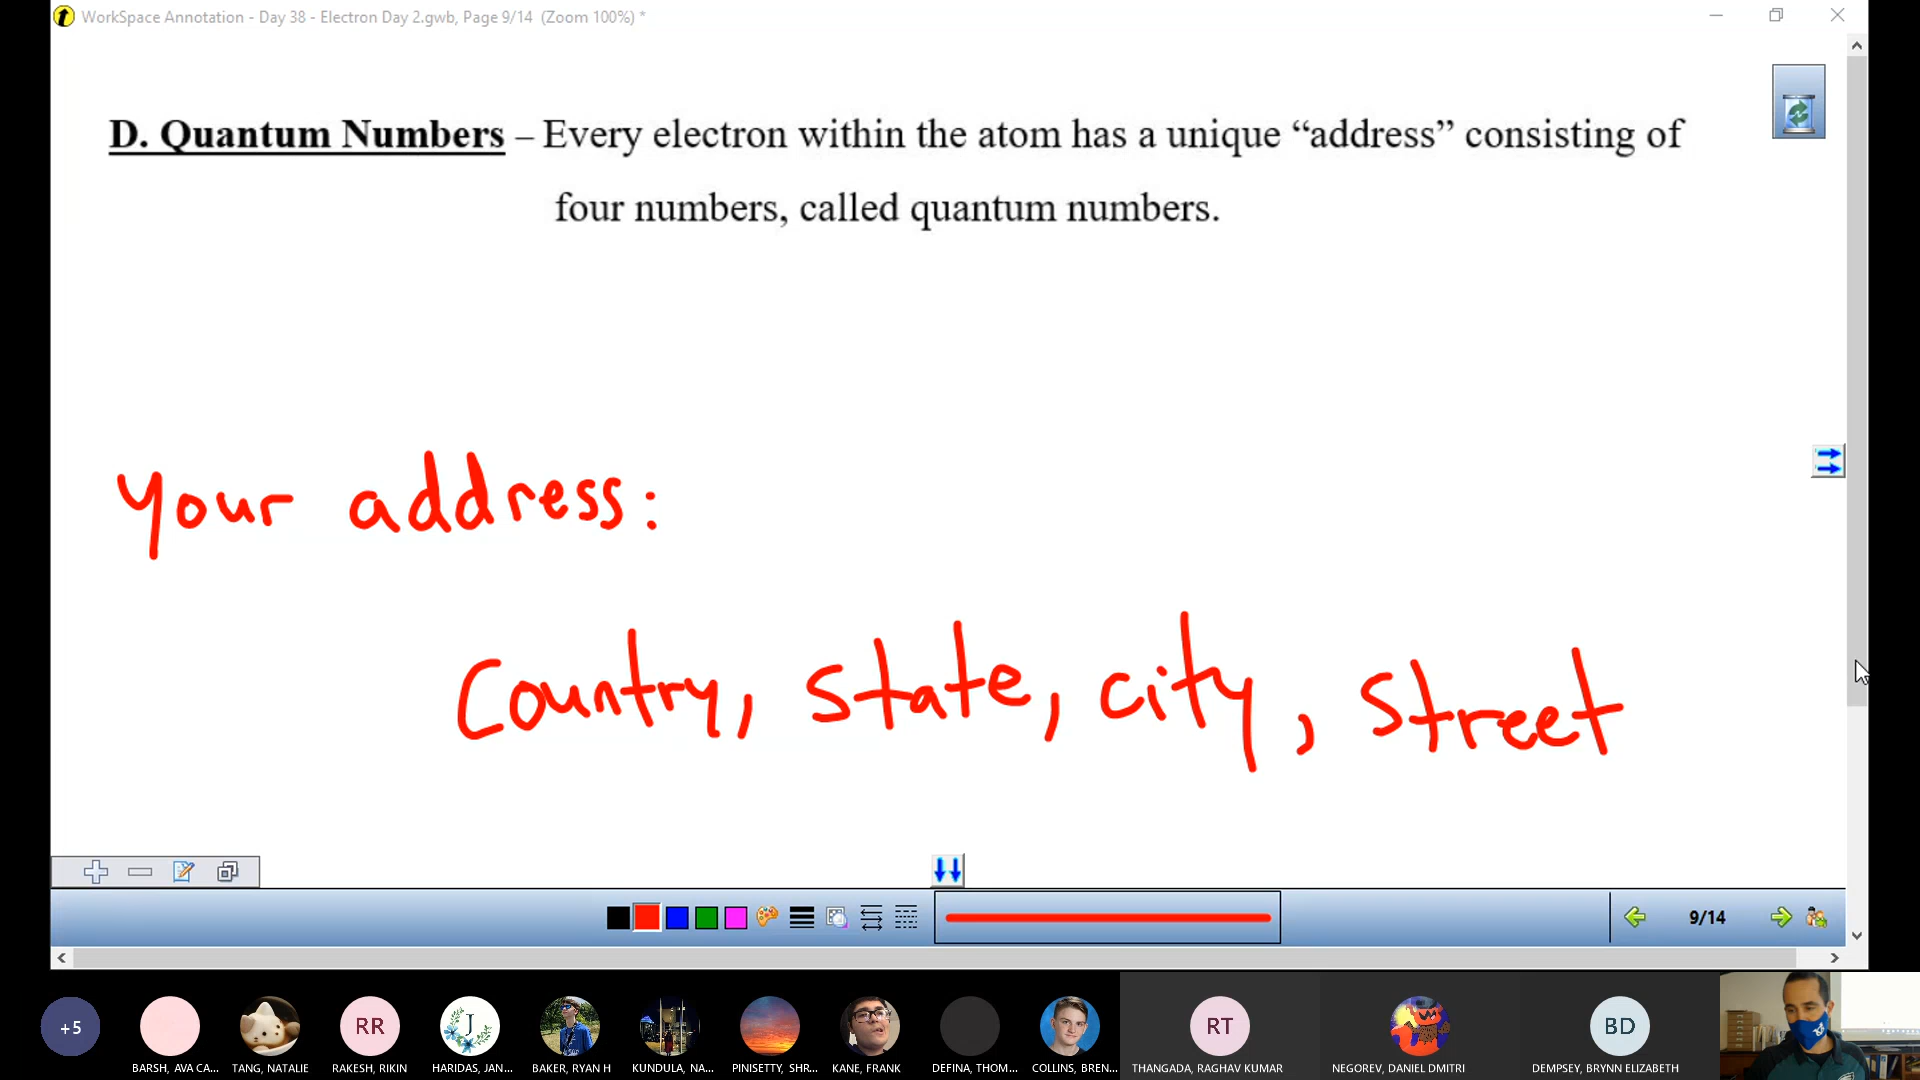 WorkSpace Annotation - Day 38 - Electron Day 2.gwb, Page 9/14 (Zoom 100%) *
D. Quantum Numbers – Every electron within the atom has a unique “address” consisting of
four numbers, called quantum numbers.
Your address:
Country, state, city, street
9/14
+5
RR
J
RT
BD
BARSH, AVA CA...
TANG, NATALIE
RAKESH, RIKIN
HARIDAS, JAN...
BAKER, RYAN H
KUNDULA, NA...
PINISETTY, SHR...
KANE, FRANK
DEFINA, THOM...
COLLINS, BREN...
THANGADA, RAGHAV KUMAR
NEGOREV, DANIEL DMITRI
DEMPSEY, BRYNN ELIZABETH